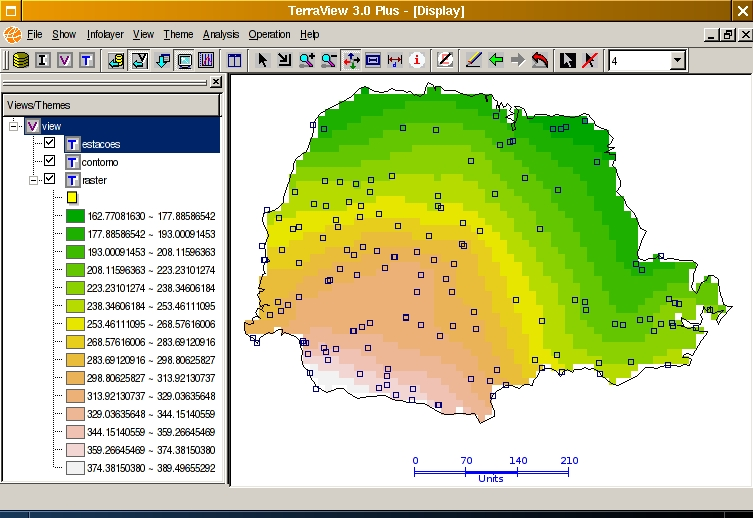 TerraView 3.0 Plus - [Display]
File Show Infolayer View Theme Analysis Operation Help
I V T 4
Views/Themes
V view
T estacoes
T contorno
T raster
162.77081630 ~ 177.88586542
177.88586542 ~ 193.00091453
193.00091453 ~ 208.11596363
208.11596363 ~ 223.23101274
223.23101274 ~ 238.34606184
238.34606184 ~ 253.46111095
253.46111095 ~ 268.57616006
268.57616006 ~ 283.69120916
283.69120916 ~ 298.80625827
298.80625827 ~ 313.92130737
313.92130737 ~ 329.03635648
329.03635648 ~ 344.15140559
344.15140559 ~ 359.26645469
359.26645469 ~ 374.38150380
374.38150380 ~ 389.49655292
0 70 140 210
Units